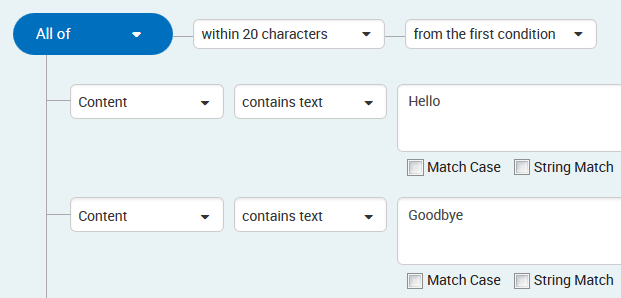 All of within 20 characters from the first condition
Content contains text Hello
Match Case String Match
Content contains text Goodbye
Match Case String Match